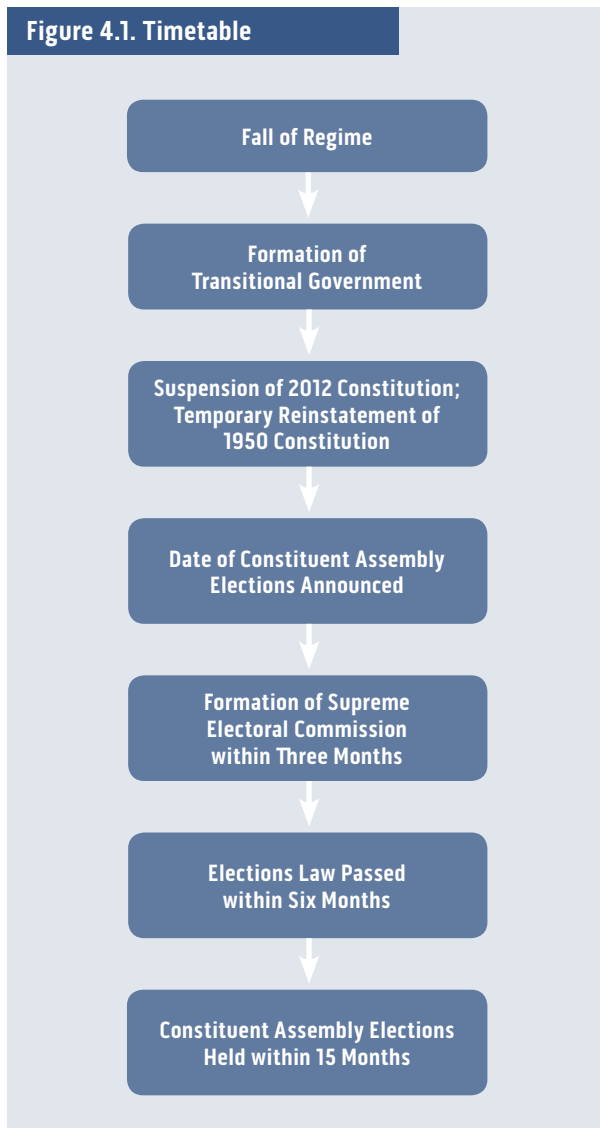 Figure 4.1. Timetable
Fall of Regime
Formation of
Transitional Government
Suspension of 2012 Constitution;
Temporary Reinstatement of
1950 Constitution
Date of Constituent Assembly
Elections Announced
Formation of Supreme
Electoral Commission
within Three Months
Elections Law Passed
within Six Months
Constituent Assembly Elections
Held within 15 Months